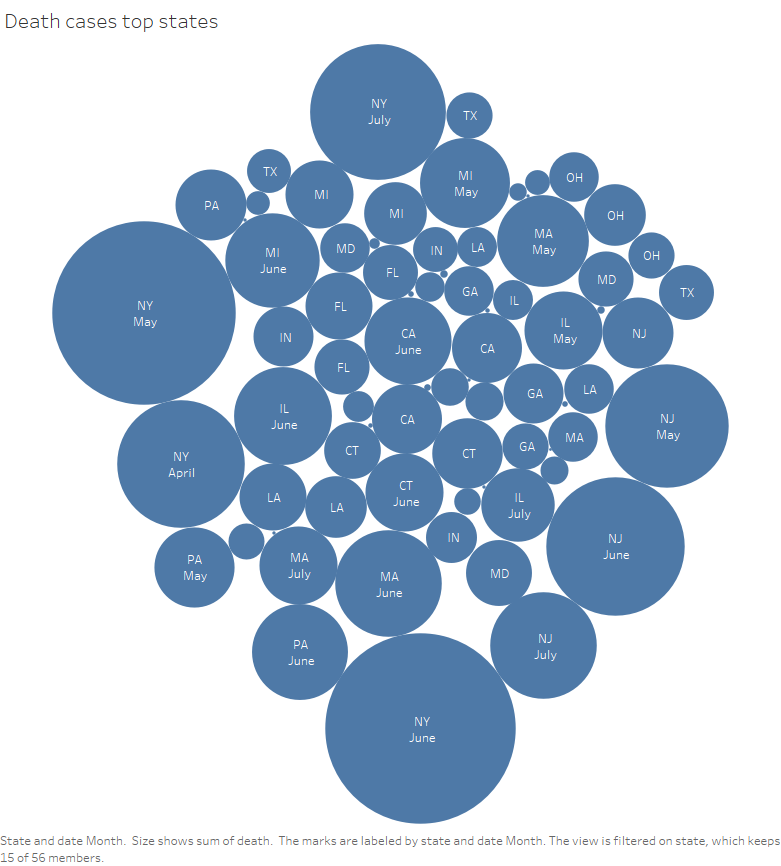 Death cases top states
NY
July
TX
TX
MI
MI
May
OH
PA
MI
OH
MI
June
MD
IN
LA
MA
May
OH
FL
MD
TX
NY
May
FL
GA
IL
IL
May
NJ
IN
CA
June
CA
FL
GA
LA
IL
June
CA
NJ
May
CT
CT
GA
MA
NY
April
LA
LA
CT
June
IL
July
IN
NJ
June
PA
May
MA
July
MA
June
MD
PA
June
NJ
July
NY
June
State and date Month.  Size shows sum of death.  The marks are labeled by state and date Month. The view is filtered on state, which keeps
15 of 56 members.